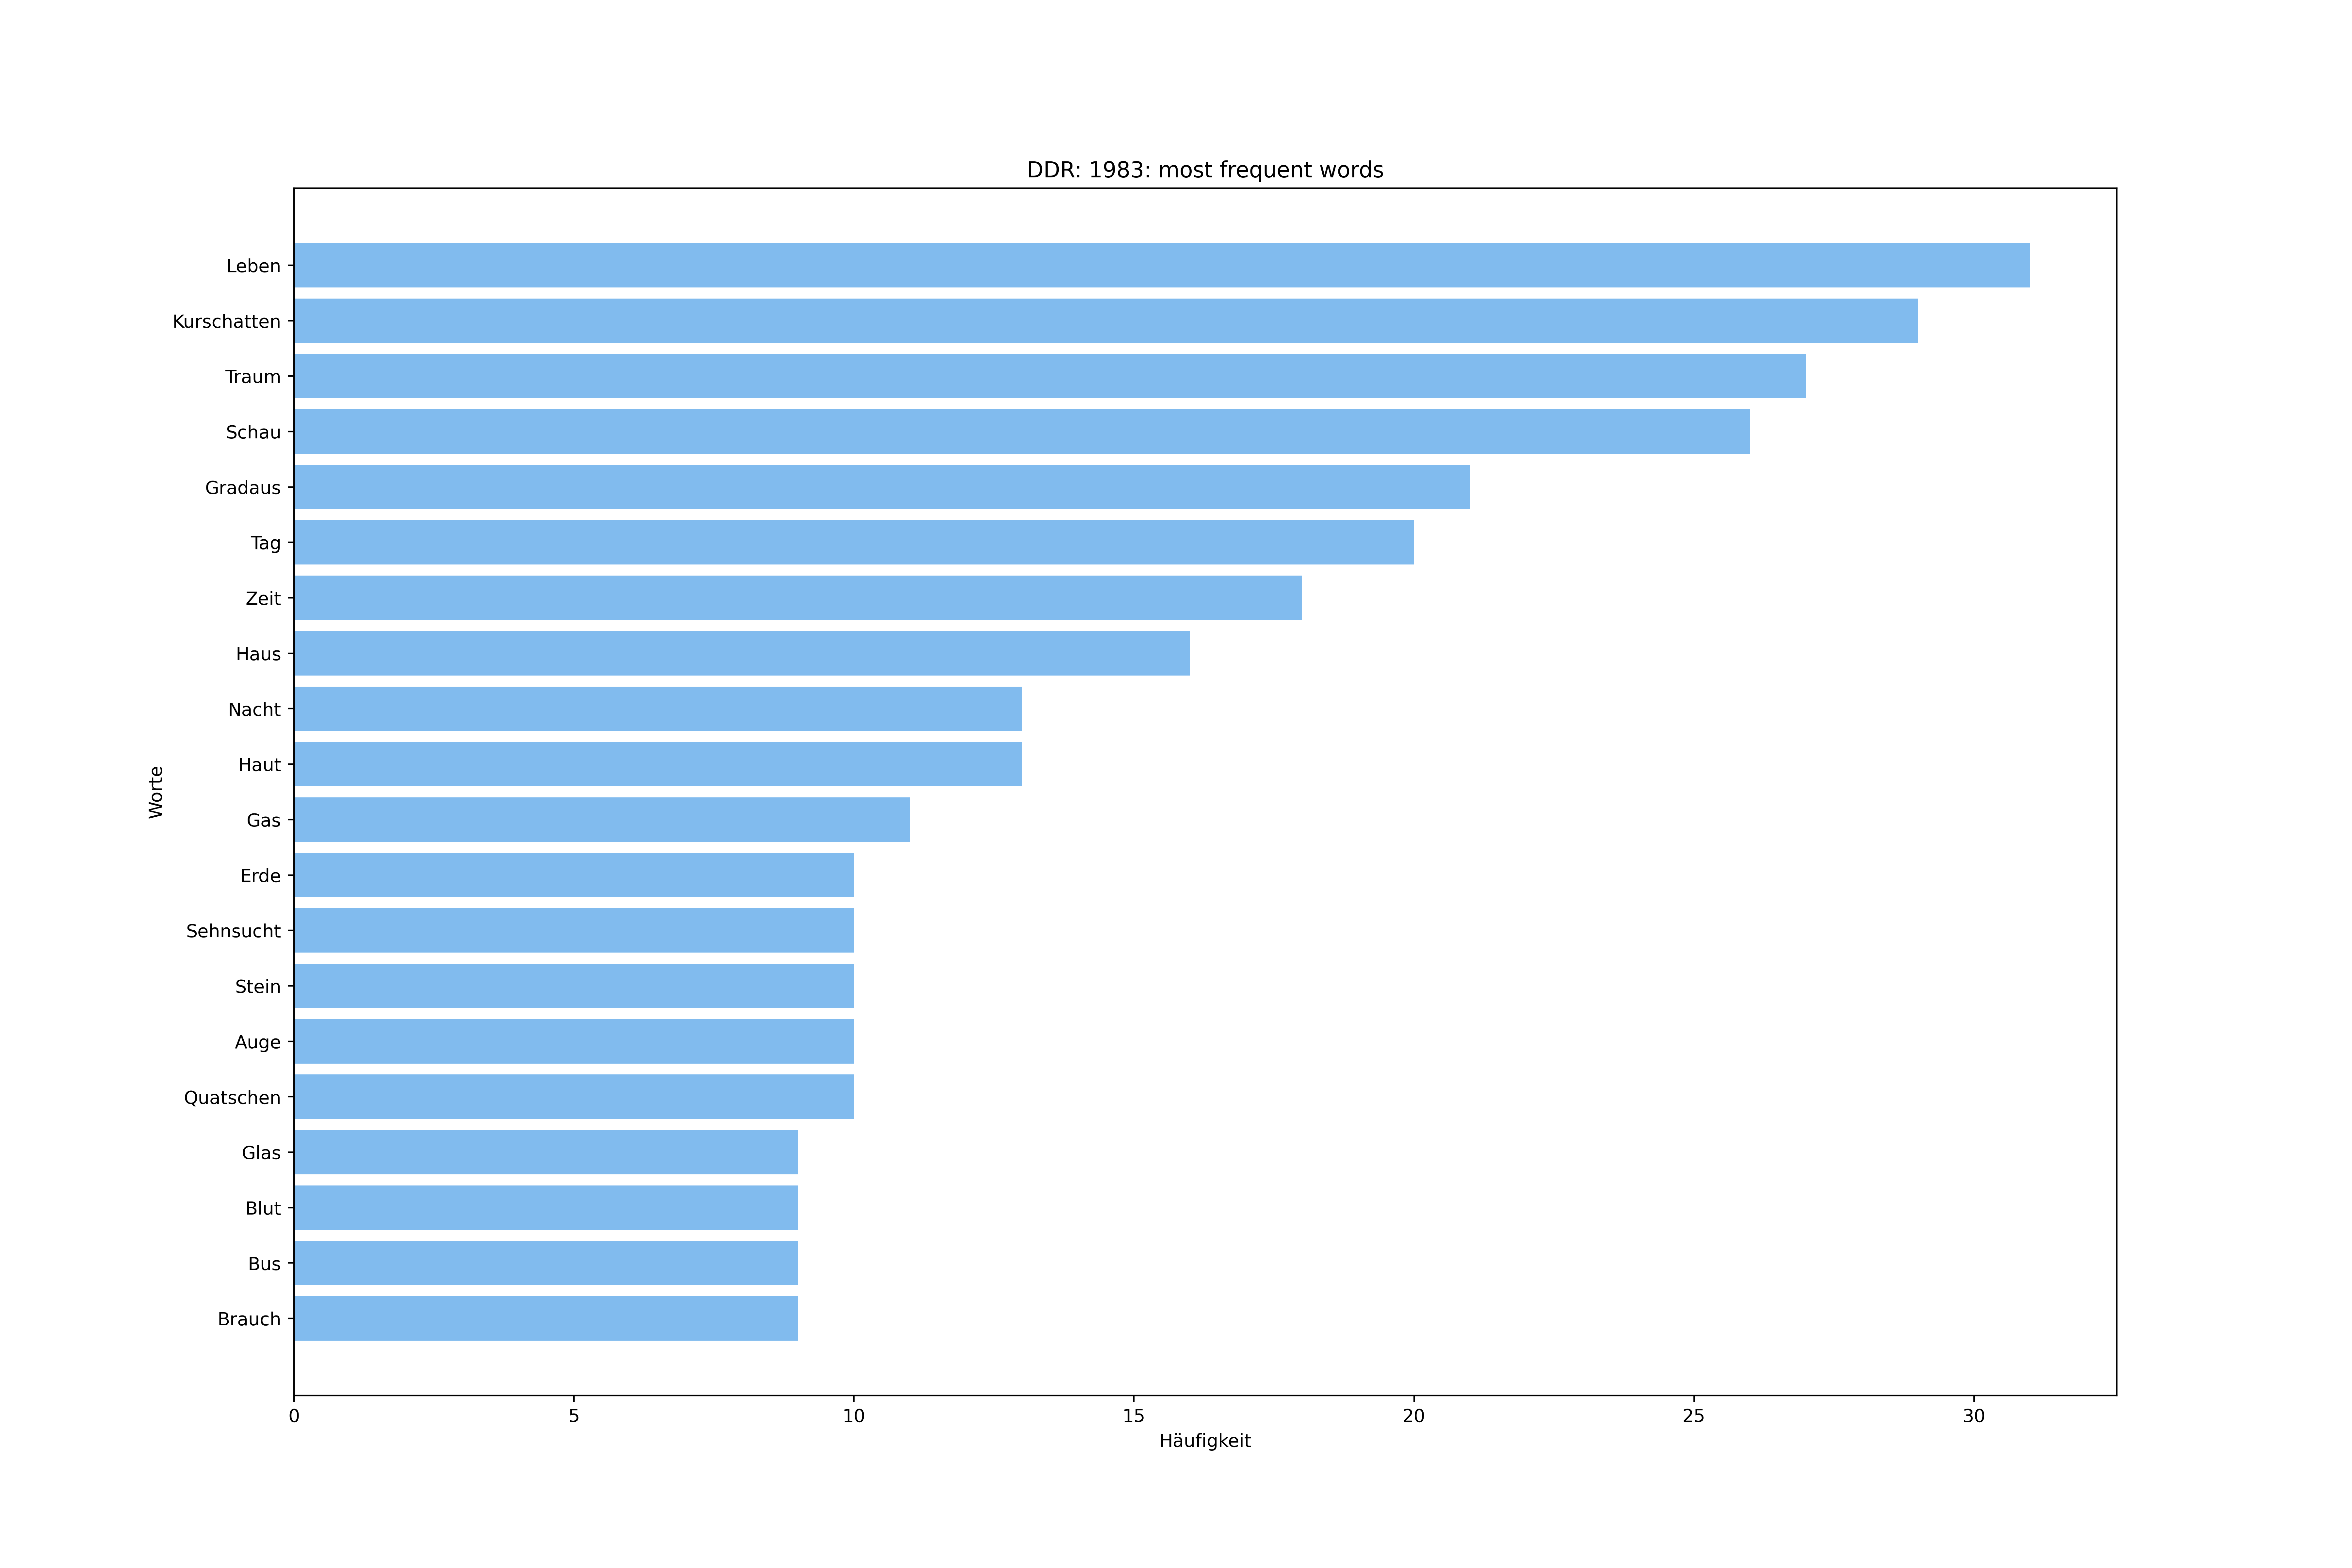 DDR: 1983: most frequent words
Leben
Kurschatten
Traum
Schau
Gradaus
Tag
Zeit
Haus
Nacht
Haut
Gas
Erde
Sehnsucht
Stein
Auge
Quatschen
Glas
Blut
Bus
Brauch
Worte
0 5 10 15 20 25 30
Häufigkeit